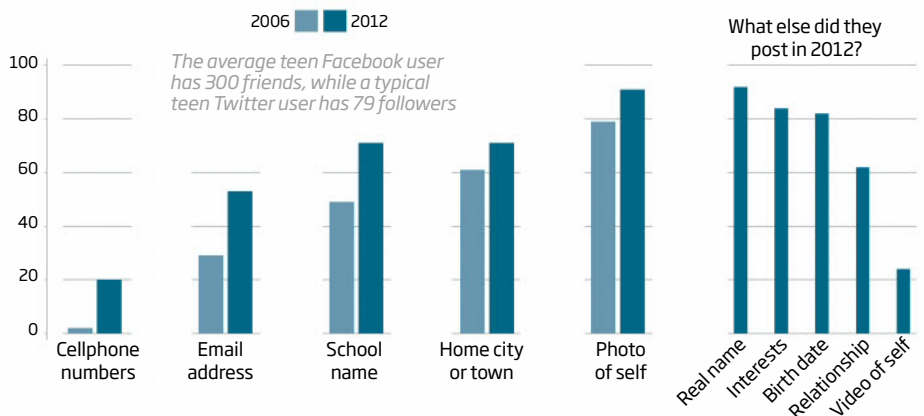 2006 2012
The average teen Facebook user
has 300 friends, while a typical
teen Twitter user has 79 followers
What else did they
post in 2012?
100
80
60
40
20
0
Cellphone
numbers
Email
address
School
name
Home city
or town
Photo
of self
Real name
Interests
Birth date
Relationship
Video of self